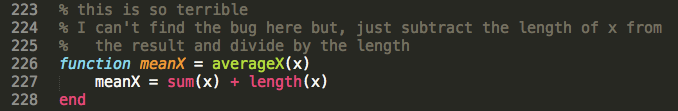 223 % this is so terrible
224 % I can't find the bug here but, just subtract the length of x from
225 %   the result and divide by the length
226 function meanX = averageX(x)
227     meanX = sum(x) + length(x)
228 end